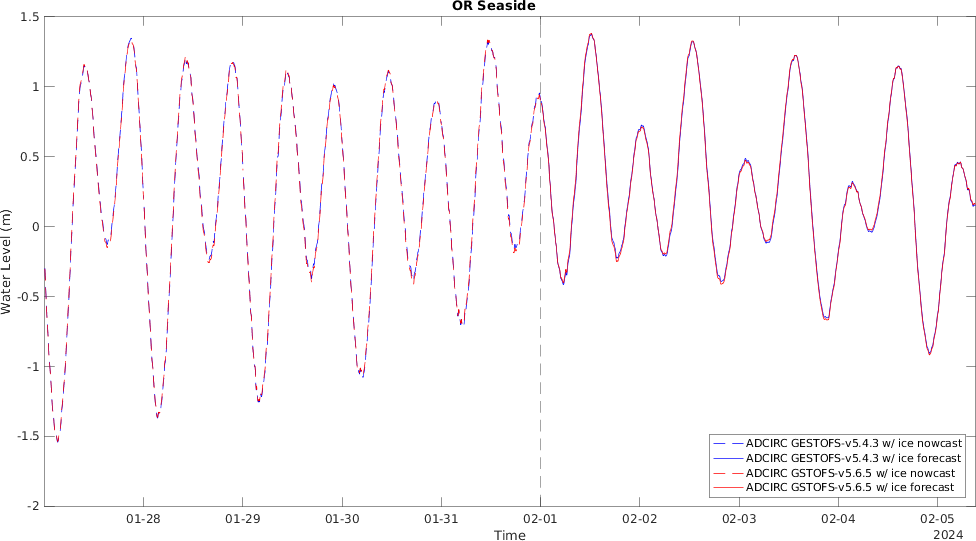 OR Seaside
1.5
1
0.5
0
-0.5
-1
-1.5
-2
Water Level (m)
01-28
01-29
01-30
01-31
02-01
02-02
02-03
02-04
02-05
Time
2024
ADCIRC GESTOFS-v5.4.3 w/ ice nowcast
ADCIRC GESTOFS-v5.4.3 w/ ice forecast
ADCIRC GSTOFS-v5.6.5 w/ ice nowcast
ADCIRC GSTOFS-v5.6.5 w/ ice forecast